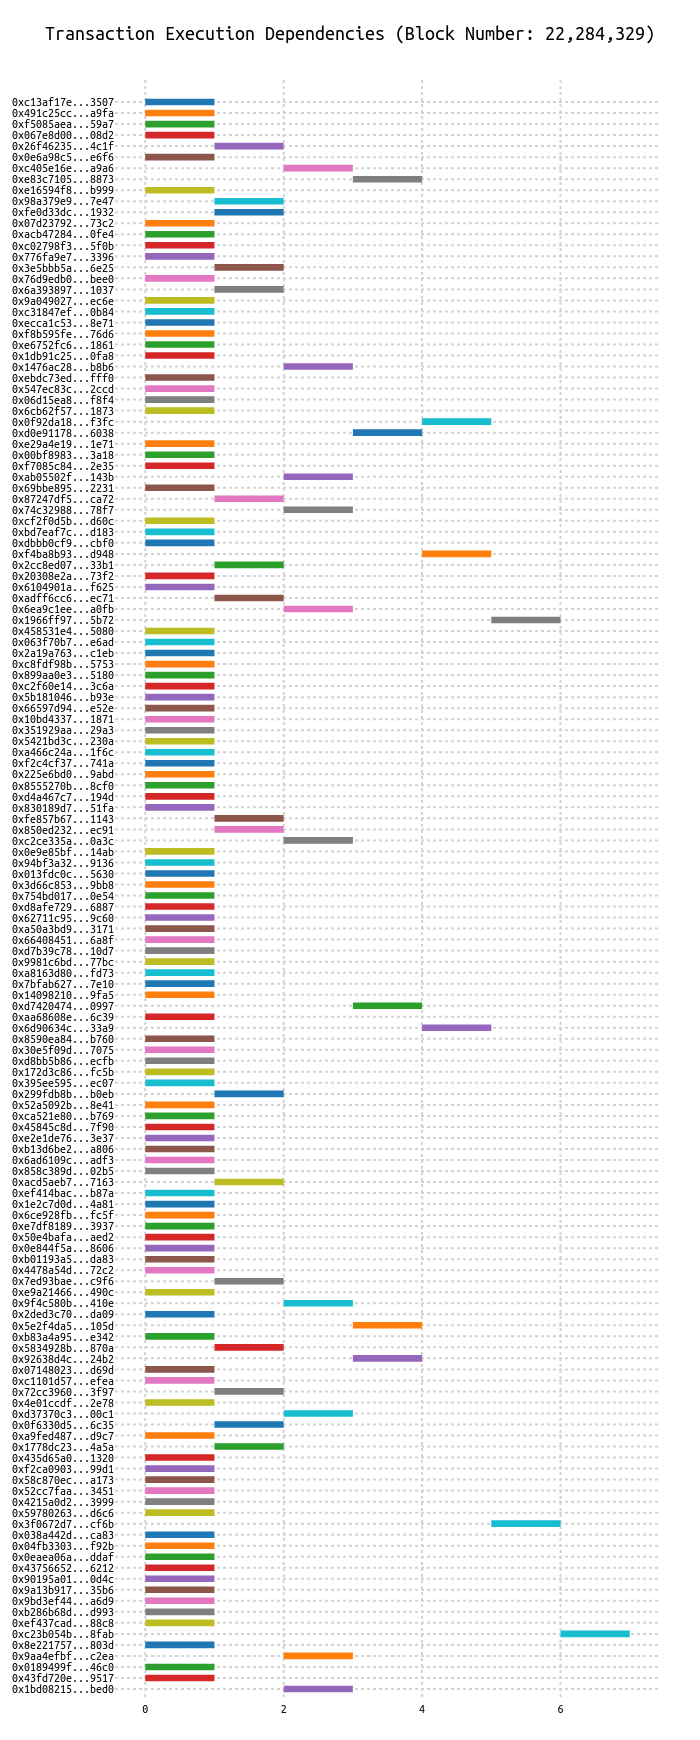 Transaction Execution Dependencies (Block Number: 22,284,329)
0xc13af17e...3507
0x491c25cc...a9fa
0xf5085aea...59a7
0x067e8d00...08d2
0x26f46235...4c1f
0x0e6a98c5...e6f6
0xc405e16e...a9a6
0xe83c7105...8873
0xe16594f8...b999
0x98a379e9...7e47
0xfe0d33dc...1932
0x07d23792...73c2
0xacb47284...0fe4
0xc02798f3...5f0b
0x776fa9e7...3396
0x3e5bbb5a...6e25
0x76d9edb0...bee0
0x6a393897...1037
0x9a049027...ec6e
0xc31847ef...0b84
0xecca1c53...8e71
0xf8b595fe...76d6
0xe6752fc6...1861
0x1db91c25...0fa8
0x1476ac28...b8b6
0xebdc73ed...fff0
0x547ec83c...2ccd
0x06d15ea8...f8f4
0x6cb62f57...1873
0x0f92da18...f3fc
0xd0e91178...6038
0xe29a4e19...1e71
0x00bf8983...3a18
0xf7085c84...2e35
0xab05502f...143b
0x69bbe895...2231
0x87247df5...ca72
0x74c32988...78f7
0xcf2f0d5b...d60c
0xbd7eaf7c...d183
0xdbbb0cf9...cbf0
0xf4ba8b93...d948
0x2cc8ed07...33b1
0x20308e2a...73f2
0x6104901a...f625
0xadff6cc6...ec71
0x6ea9c1ee...a0fb
0x1966ff97...5b72
0x458531e4...5080
0x063f70b7...e6ad
0x2a19a763...c1eb
0xc8fdf98b...5753
0x899aa0e3...5180
0xc2f60e14...3c6a
0x5b181046...b93e
0x66597d94...e52e
0x10bd4337...1871
0x351929aa...29a3
0x5421bd3c...230a
0xa466c24a...1f6c
0xf2c4cf37...741a
0x225e6bd0...9abd
0x8555270b...8cf0
0xd4a467c7...194d
0x830189d7...51fa
0xfe857b67...1143
0x850ed232...ec91
0xc2ce335a...0a3c
0x0e9e85bf...14ab
0x94bf3a32...9136
0x013fdc0c...5630
0x3d66c853...9bb8
0x754bd017...0e54
0xd8afe729...6887
0x62711c95...9c60
0xa50a3bd9...3171
0x66408451...6a8f
0xd7b39c78...10d7
0x9981c6bd...77bc
0xa8163d80...fd73
0x7bfab627...7e10
0x14098210...9fa5
0xd7420474...0997
0xaa68608e...6c39
0x6d90634c...33a9
0x8590ea84...b760
0x30e5f09d...7075
0xd8bb5b86...ecfb
0x172d3c86...fc5b
0x395ee595...ec07
0x299fdb8b...b0eb
0x52a5092b...8e41
0xca521e80...b769
0x45845c8d...7f90
0xe2e1de76...3e37
0xb13d6be2...a806
0x6ad6109c...adf3
0x858c389d...02b5
0xacd5aeb7...7163
0xef414bac...b87a
0x1e2c7d0d...4a81
0x6ce928fb...fc5f
0xe7df8189...3937
0x50e4bafa...aed2
0x0e844f5a...8606
0xb01193a5...da83
0x4478a54d...72c2
0x7ed93bae...c9f6
0xe9a21466...490c
0x9f4c580b...410e
0x2ded3c70...da09
0x5e2f4da5...105d
0xb83a4a95...e342
0x5834928b...870a
0x92638d4c...24b2
0x07148023...d69d
0xc1101d57...efea
0x72cc3960...3f97
0x4e01ccdf...2e78
0xd37370c3...00c1
0x0f6330d5...6c35
0xa9fed487...d9c7
0x1778dc23...4a5a
0x435d65a0...1320
0xf2ca0903...99d1
0x58c870ec...a173
0x52cc7faa...3451
0x4215a0d2...3999
0x59780263...d6c6
0x3f0672d7...cf6b
0x038a442d...ca83
0x04fb3303...f92b
0x0eaea06a...ddaf
0x43756652...6212
0x90195a01...0d4c
0x9a13b917...35b6
0x9bd3ef44...a6d9
0xb286b68d...d993
0xef437cad...88c8
0xc23b054b...8fab
0x8e221757...803d
0x9aa4efbf...c2ea
0x0189499f...46c0
0x43fd720e...9517
0x1bd08215...bed0
0 2 4 6